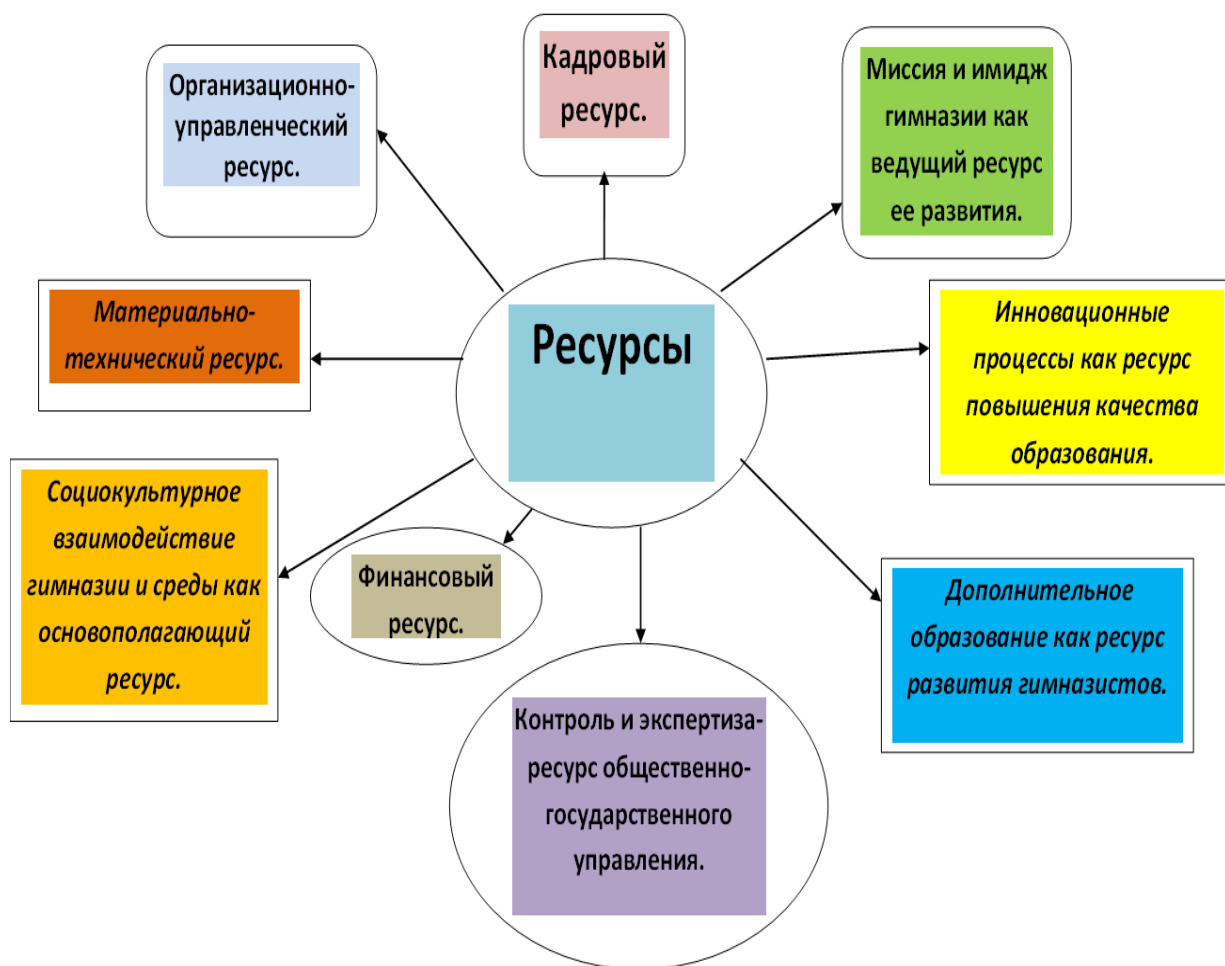 Организационно-
управленческий
ресурс.
Кадровый
ресурс.
Миссия и имидж
гимназии как
ведущий ресурс
ее развития.
Материально-
технический ресурс.
Ресурсы
Инновационные
процессы как ресурс
повышения качества
образования.
Социокультурное
взаимодействие
гимназии и среды как
основополагающий
ресурс.
Финансовый
ресурс.
Дополнительное
образование как ресурс
развития гимназистов.
Контроль и экспертиза-
ресурс общественно-
государственного
управления.